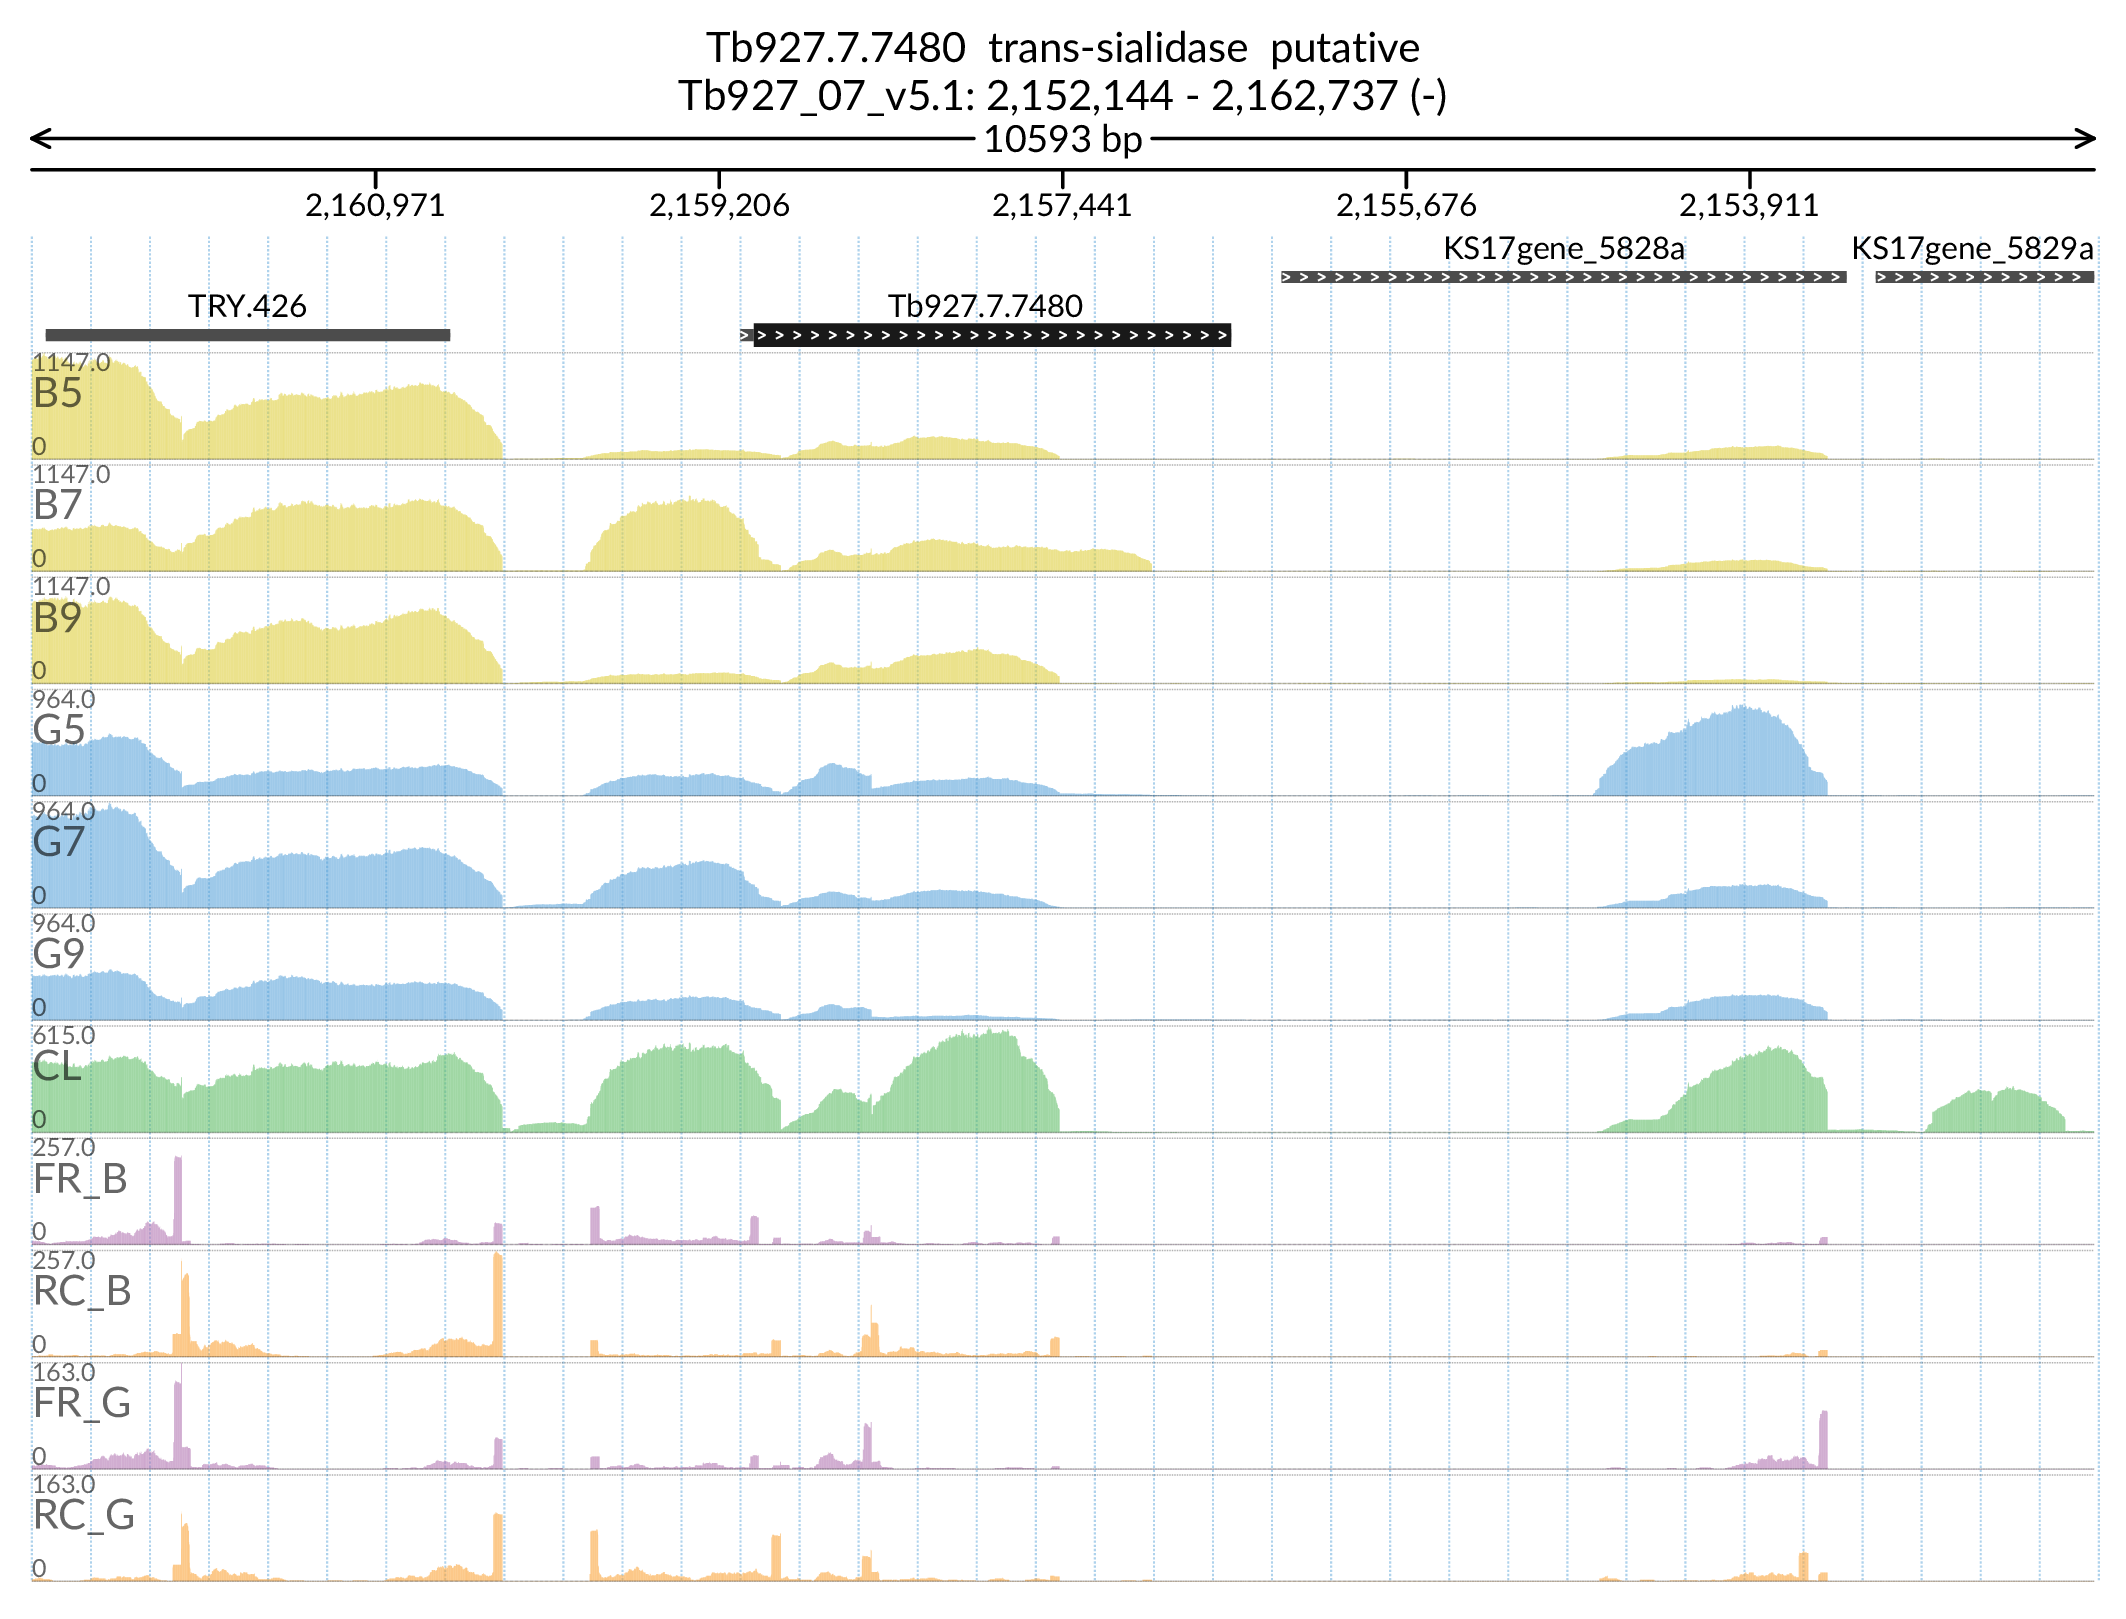 Tb927.7.7480 trans-sialidase putative
Tb927_07_v5.1: 2,152,144 - 2,162,737 (-)
10593 bp
2,160,971 2,159,206 2,157,441 2,155,676 2,153,911
KS17gene_5828a KS17gene_5829a
TRY.426 Tb927.7.7480
1147.0
B5
0
1147.0
B7
0
1147.0
B9
0
964.0
G5
0
964.0
G7
0
964.0
G9
0
615.0
CL
0
257.0
FR_B
0
257.0
RC_B
0
163.0
FR_G
0
163.0
RC_G
0